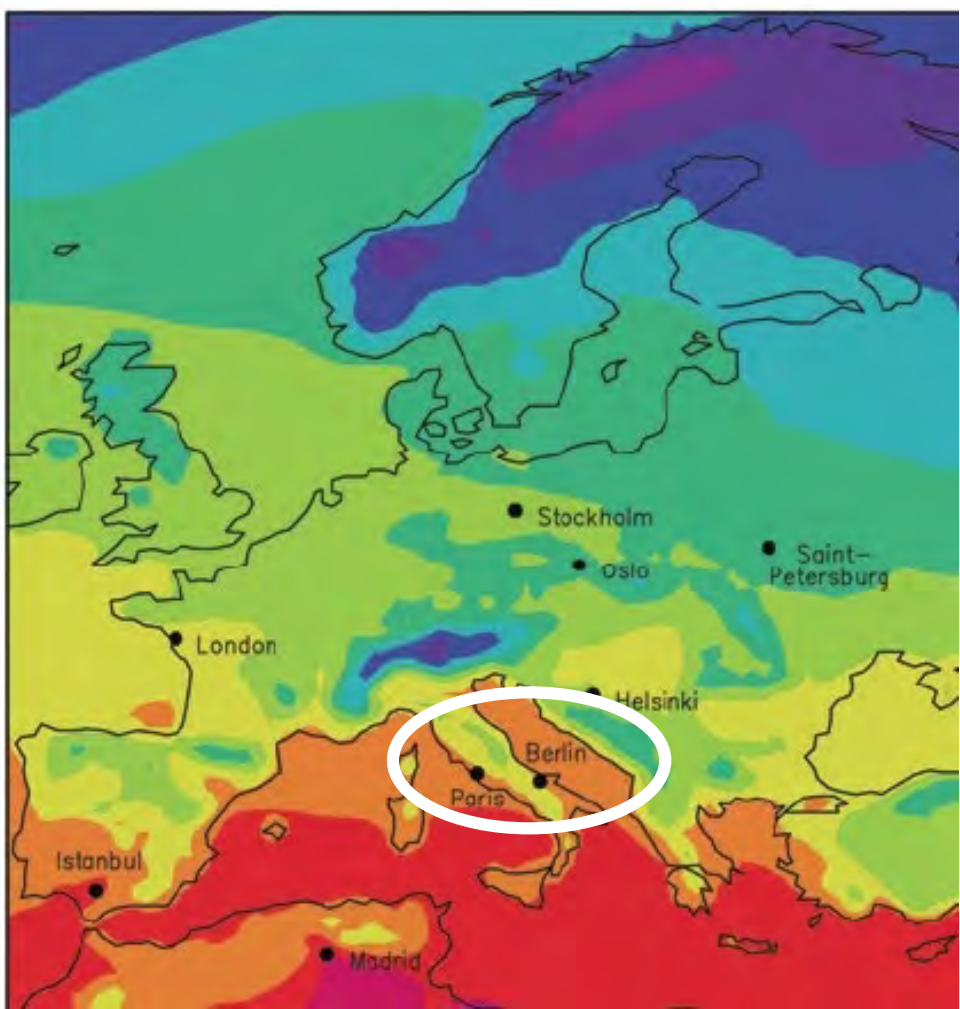 Stockholm
Oslo
Saint-
Petersburg
London
Helsinki
Berlin
Paris
Istanbul
Madrid